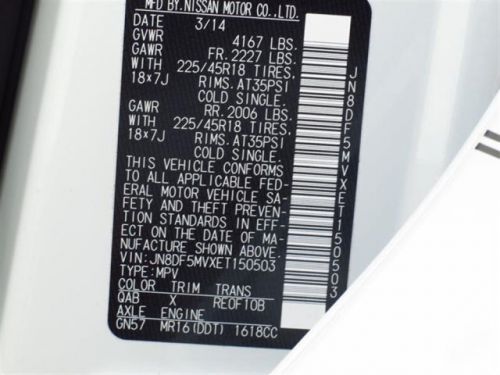 MFD BY. NISSAN MOTOR CO., LTD.
DATE 3/14
GVWR 4167 LBS.
GAWR FR. 2227 LBS.
WITH 225/45R18 TIRES,
18×7J RIMS. AT35PSI
COLD SINGLE.
GAWR RR. 2006 LBS.
WITH 225/45R18 TIRES,
18×7J RIMS. AT35PSI
COLD SINGLE.
THIS VEHICLE CONFORMS
TO ALL APPLICABLE FED-
ERAL MOTOR VEHICLE SA-
FETY AND THEFT PREVEN-
TION STANDARDS IN EFF-
ECT ON THE DATE OF MA-
NUFACTURE SHOWN ABOVE.
VIN:JN8DF5MVXET150503
TYPE:MPV
COLOR TRIM TRANS
QAB X RE0F10B
AXLE ENGINE
GN57 MR16(DDT) 1618CC
JN8DF5MVXET150503